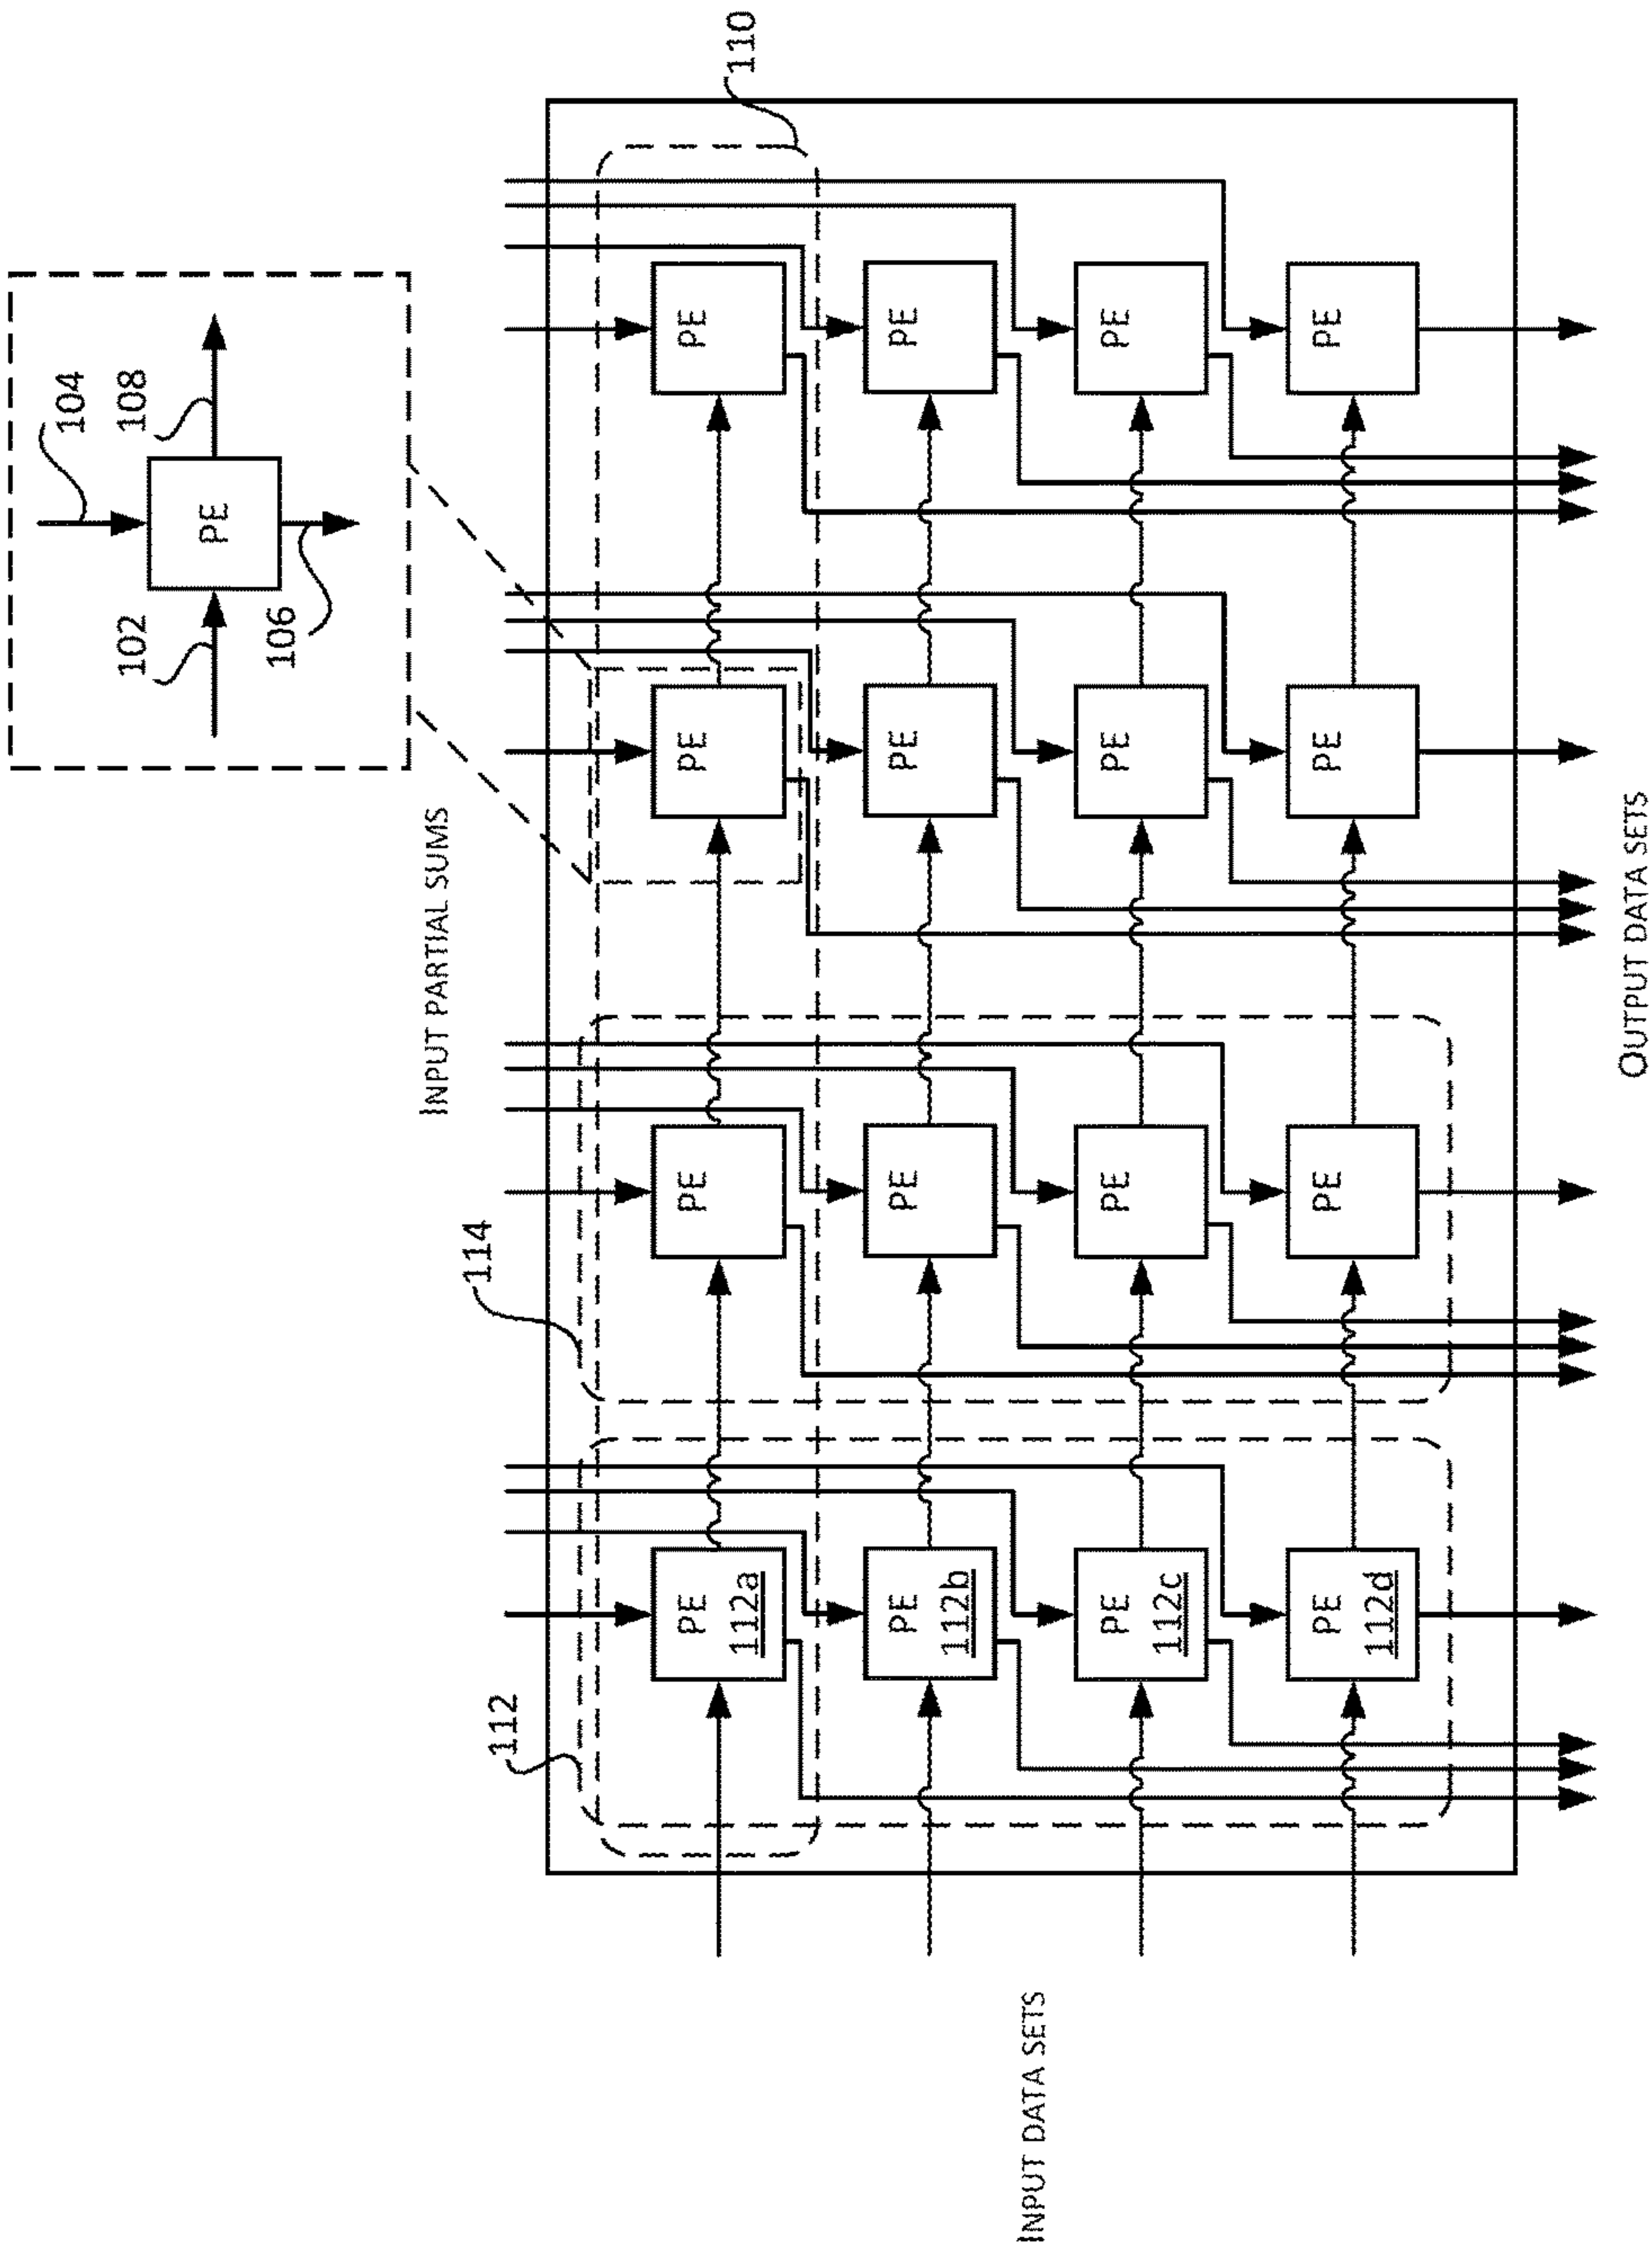 104
102
PE
108
106
INPUT PARTIAL SUMS
112
114
110
PE
112a
PE
PE
PE
PE
112b
PE
PE
PE
PE
112c
PE
PE
PE
PE
112d
PE
PE
PE
INPUT DATA SETS
OUTPUT DATA SETS